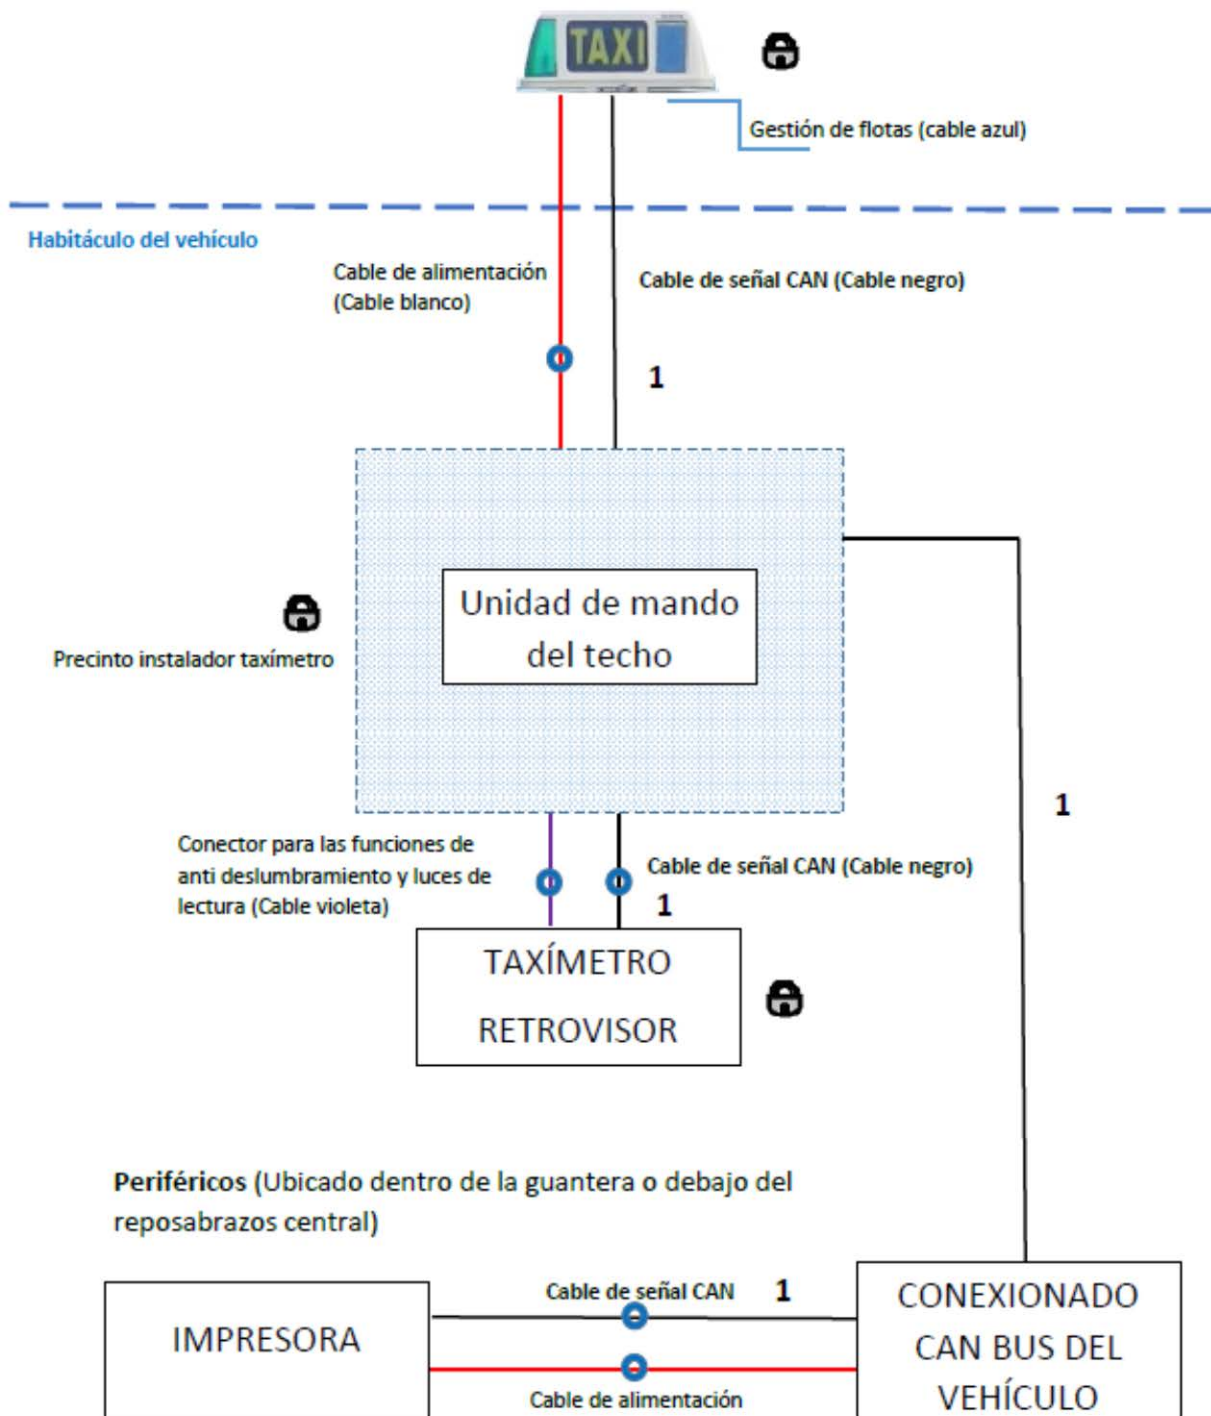 TAXI
Gestión de flotas (cable azul)
Habitáculo del vehículo
Cable de alimentación
(Cable blanco)
Cable de señal CAN (Cable negro)
1
Unidad de mando
del techo
Precinto instalador taxímetro
1
Conector para las funciones de
anti deslumbramiento y luces de
lectura (Cable violeta)
Cable de señal CAN (Cable negro)
1
TAXÍMETRO
RETROVISOR
Periféricos (Ubicado dentro de la guantera o debajo del
reposabrazos central)
IMPRESORA
Cable de señal CAN
1
Cable de alimentación
CONEXIONADO
CAN BUS DEL
VEHÍCULO